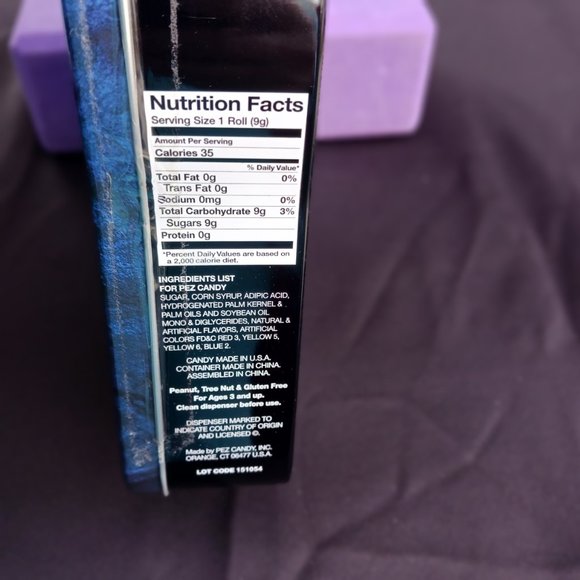 Nutrition Facts
Serving Size 1 Roll (9g)
Amount Per Serving
Calories 35
% Daily Value*
Total Fat 0g 0%
Trans Fat 0g
Sodium 0mg 0%
Total Carbohydrate 9g 3%
Sugars 9g
Protein 0g
*Percent Daily Values are based on
a 2,000 calorie diet.
INGREDIENTS LIST
FOR PEZ CANDY
SUGAR, CORN SYRUP, ADIPIC ACID,
HYDROGENATED PALM KERNEL &
PALM OILS AND SOYBEAN OIL
MONO & DIGLYCERIDES, NATURAL &
ARTIFICIAL FLAVORS, ARTIFICIAL
COLORS FD&C RED 3, YELLOW 5,
YELLOW 6, BLUE 2.
CANDY MADE IN U.S.A.
CONTAINER MADE IN CHINA.
ASSEMBLED IN CHINA.
Peanut, Tree Nut & Gluten Free
For Ages 3 and up.
Clean dispenser before use.
DISPENSER MARKED TO
INDICATE COUNTRY OF ORIGIN
AND LICENSED ©.
Made by PEZ CANDY, INC.
ORANGE, CT 06477 U.S.A.
LOT CODE 151654